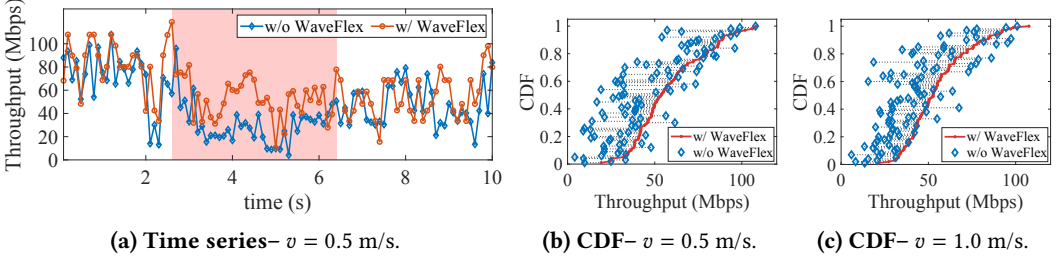 Throughput (Mbps)
100
80
60
40
20
0
w/o WaveFlex
w/ WaveFlex
2
4
6
8
10
time (s)
(a) Time series– v = 0.5 m/s.
CDF
1
0.8
0.6
0.4
0.2
0
w/ WaveFlex
w/o WaveFlex
0
50
100
Throughput (Mbps)
(b) CDF– v = 0.5 m/s.
CDF
1
0.8
0.6
0.4
0.2
0
w/ WaveFlex
w/o WaveFlex
0
50
100
Throughput (Mbps)
(c) CDF– v = 1.0 m/s.